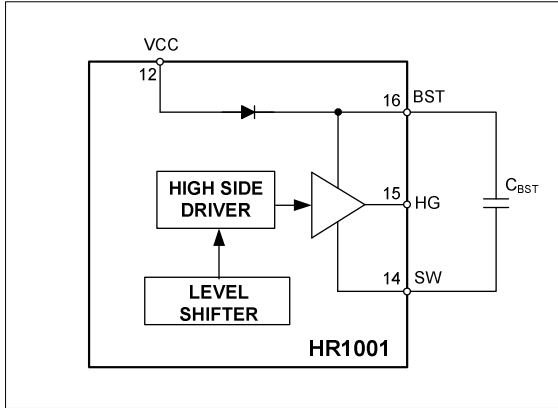 VCC
12
16
BST
HIGH SIDE
DRIVER
15
HG
C_BST
LEVEL
SHIFTER
14
SW
HR1001